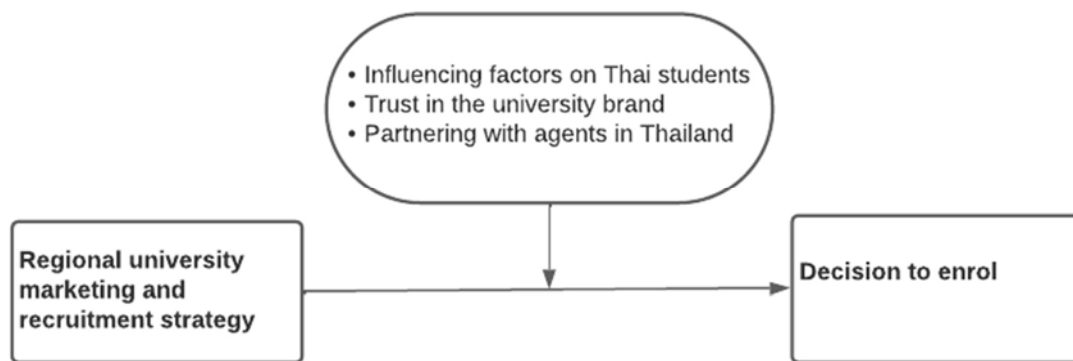 • Influencing factors on Thai students
• Trust in the university brand
• Partnering with agents in Thailand
Regional university
marketing and
recruitment strategy
Decision to enrol